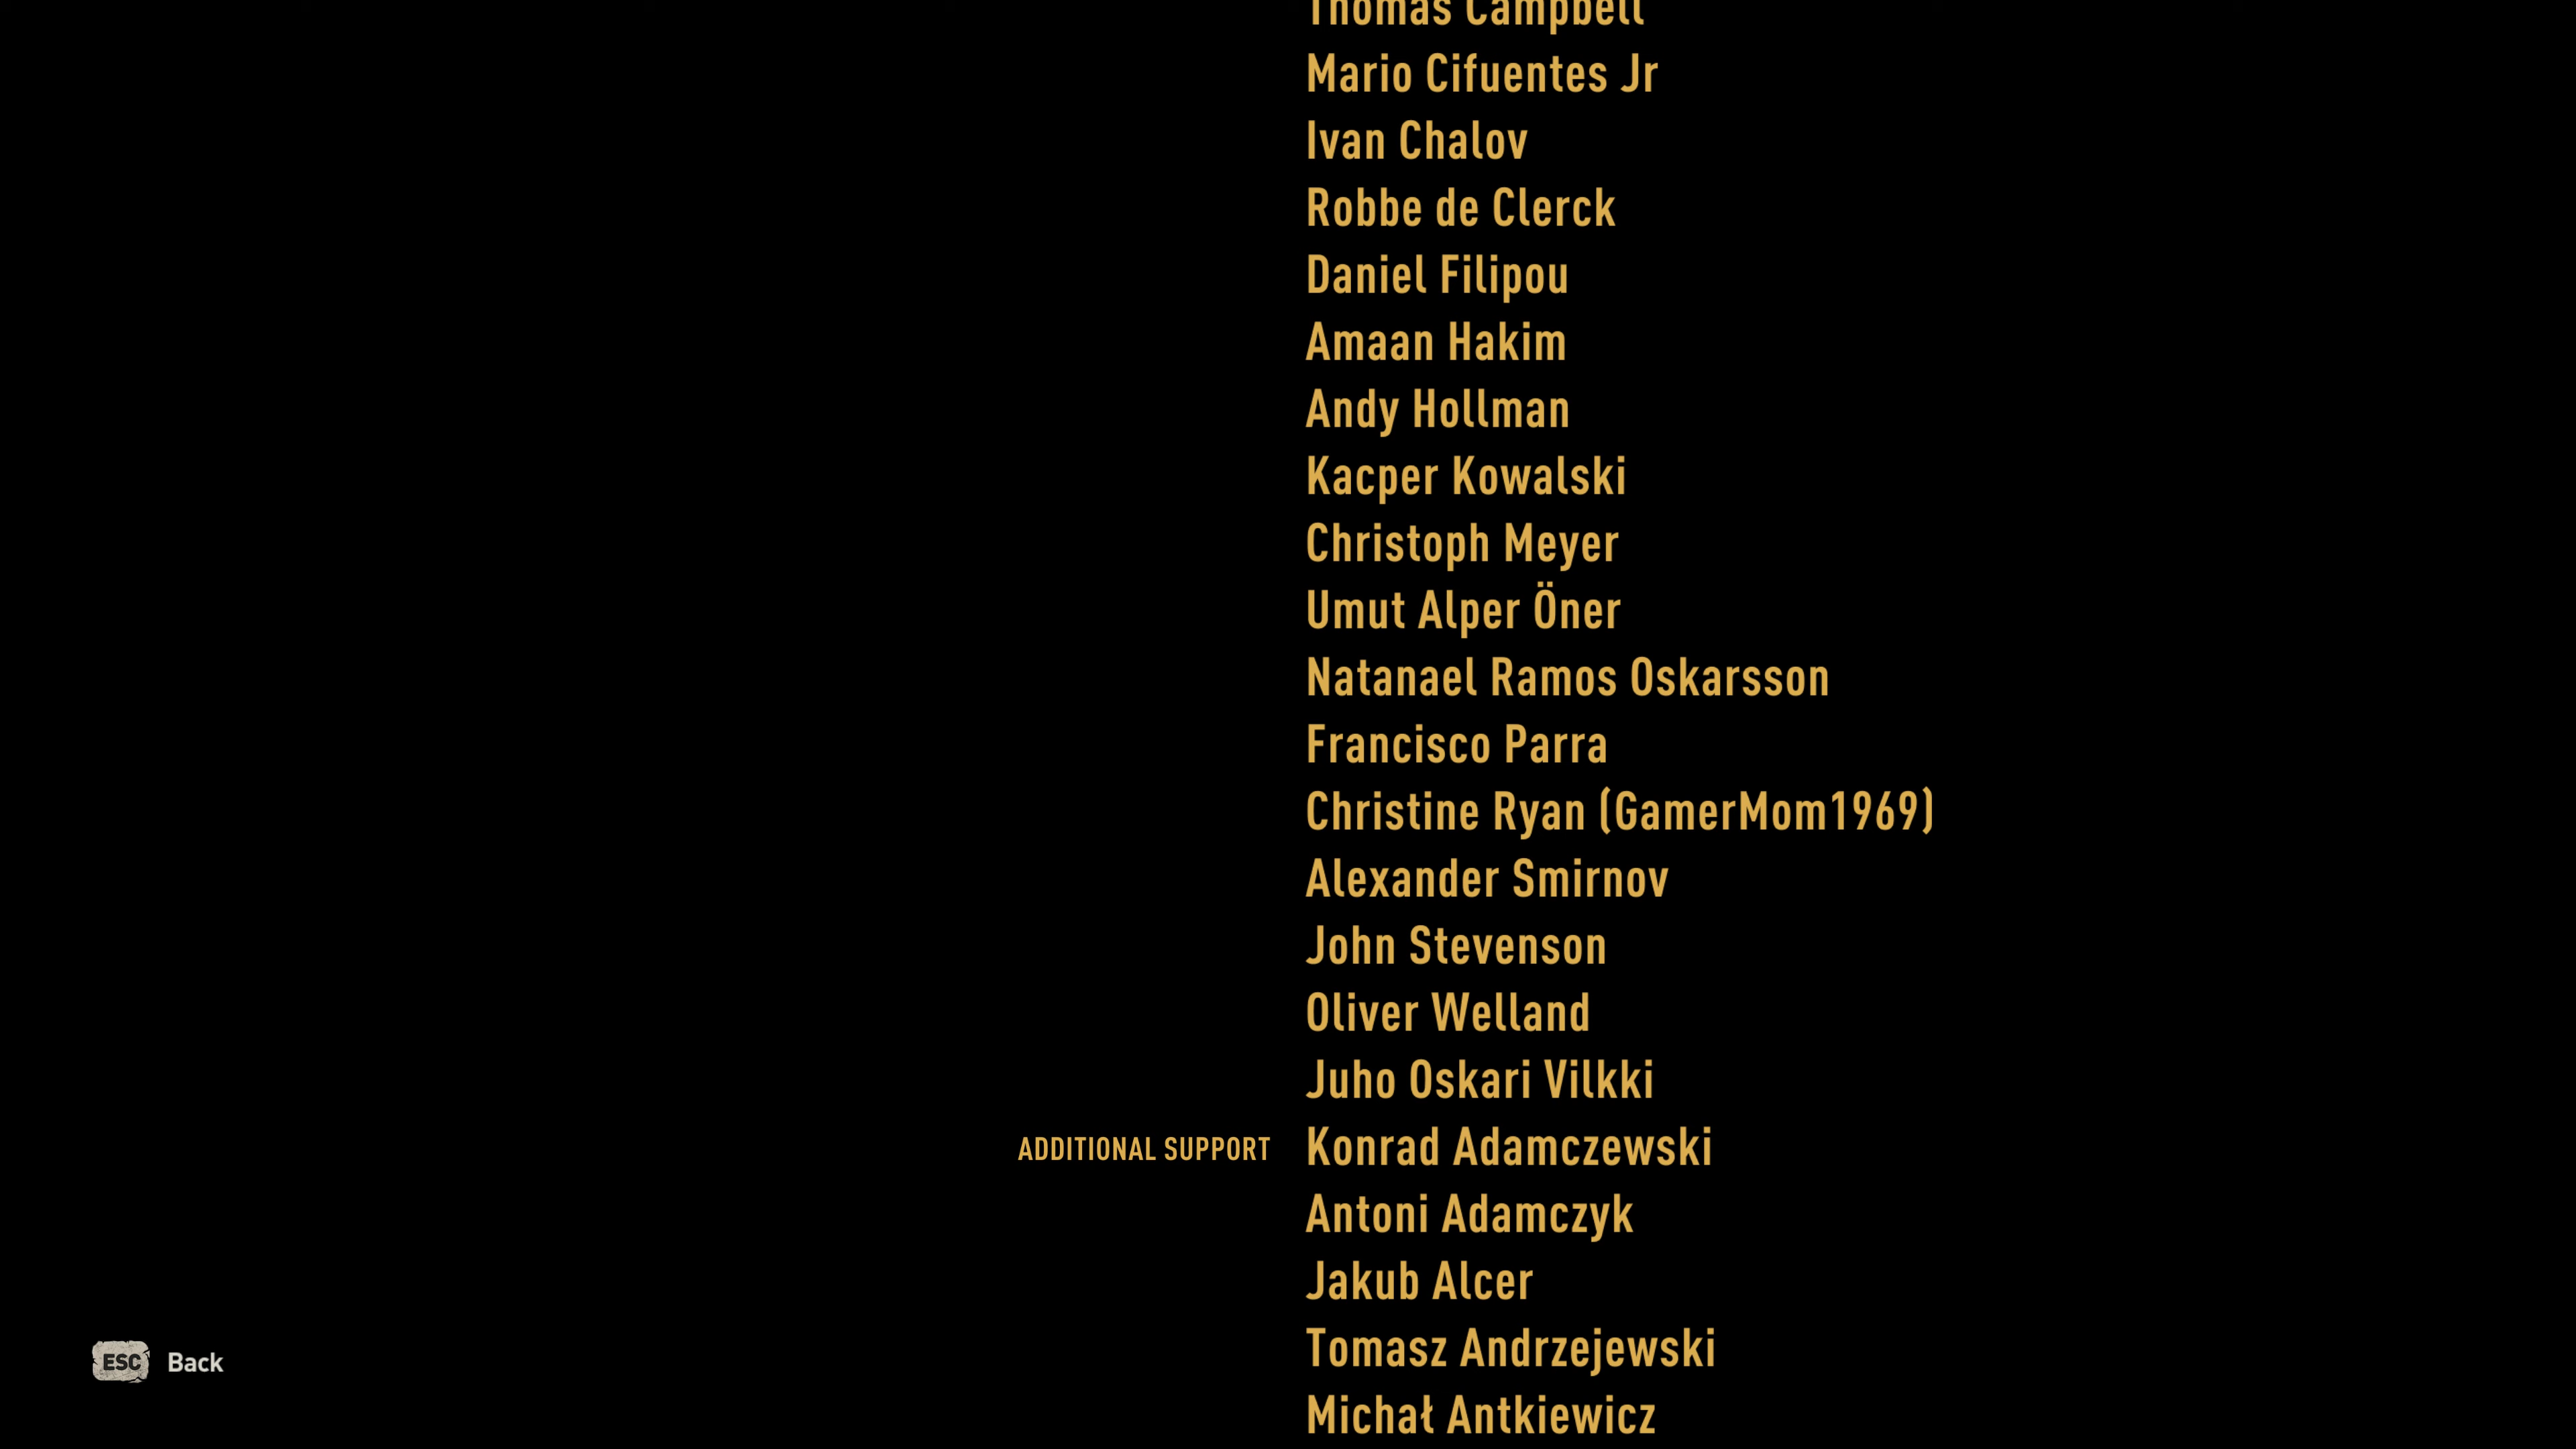 Thomas Campbell
Mario Cifuentes Jr
Ivan Chalov
Robbe de Clerck
Daniel Filipou
Amaan Hakim
Andy Hollman
Kacper Kowalski
Christoph Meyer
Umut Alper Öner
Natanael Ramos Oskarsson
Francisco Parra
Christine Ryan (GamerMom1969)
Alexander Smirnov
John Stevenson
Oliver Welland
Juho Oskari Vilkki
ADDITIONAL SUPPORT Konrad Adamczewski
Antoni Adamczyk
Jakub Alcer
Tomasz Andrzejewski
Michał Antkiewicz
ESC Back